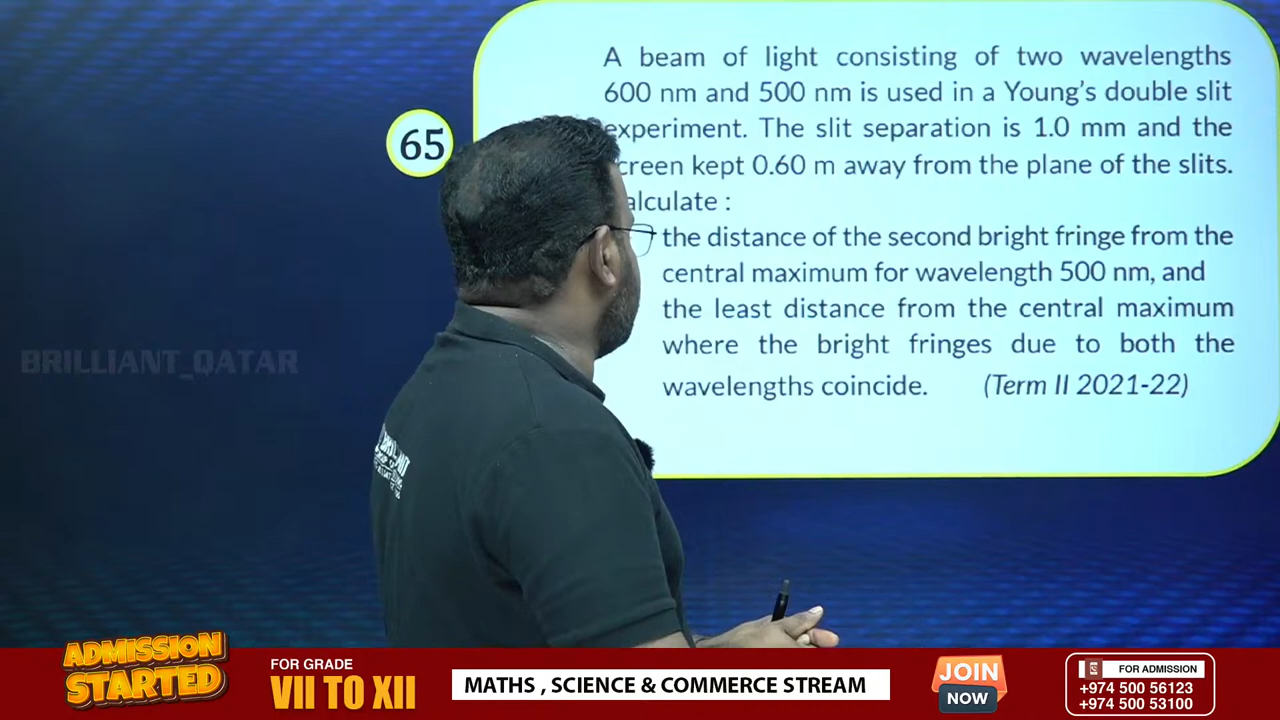 65
A beam of light consisting of two wavelengths
600 nm and 500 nm is used in a Young's double slit
experiment. The slit separation is 1.0 mm and the
creen kept 0.60 m away from the plane of the slits.
alculate :
the distance of the second bright fringe from the
central maximum for wavelength 500 nm, and
the least distance from the central maximum
where the bright fringes due to both the
wavelengths coincide. (Term II 2021-22)
BRILLIANT_QATAR
ADMISSION
STARTED
FOR GRADE
VII TO XII
MATHS , SCIENCE & COMMERCE STREAM
JOIN
NOW
FOR ADMISSION
+974 500 56123
+974 500 53100